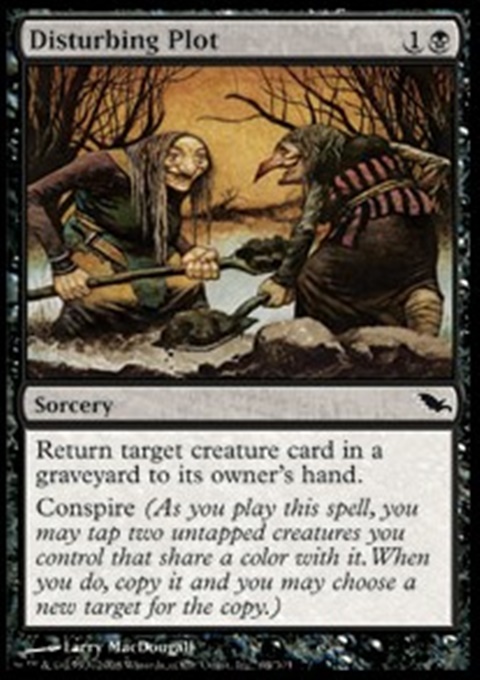 Disturbing Plot 1
Sorcery
Return target creature card in a
graveyard to its owner's hand.
Conspire (As you play this spell, you
may tap two untapped creatures you
control that share a color with it. When
you do, copy it and you may choose a
new target for the copy.)
Larry MacDougall